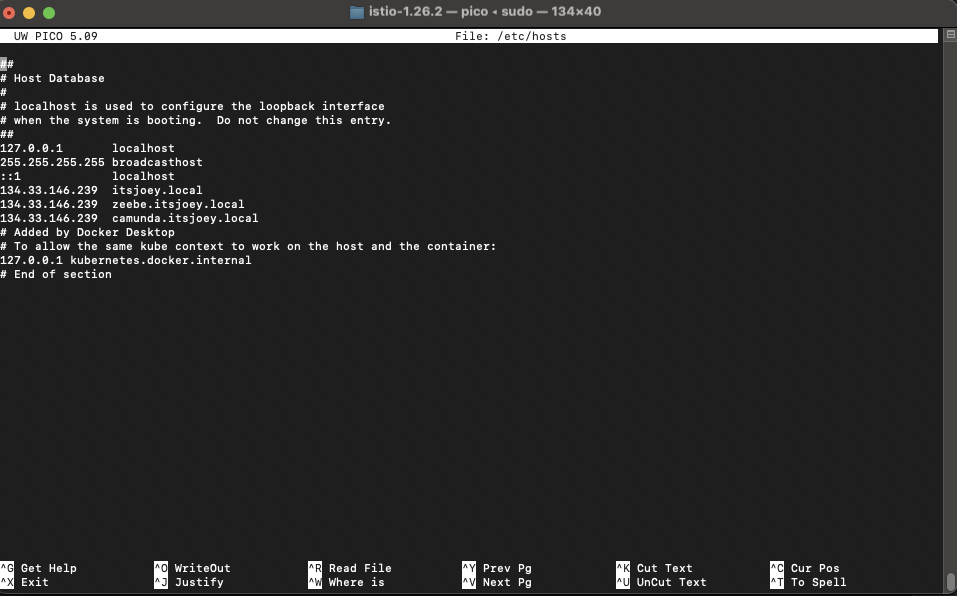 istio-1.26.2 — pico ◂ sudo — 134×40
UW PICO 5.09 File: /etc/hosts
##
# Host Database
#
# localhost is used to configure the loopback interface
# when the system is booting.  Do not change this entry.
##
127.0.0.1       localhost
255.255.255.255 broadcasthost
::1             localhost
134.33.146.239  itsjoey.local
134.33.146.239  zeebe.itsjoey.local
134.33.146.239  camunda.itsjoey.local
# Added by Docker Desktop
# To allow the same kube context to work on the host and the container:
127.0.0.1 kubernetes.docker.internal
# End of section
^G Get Help ^O WriteOut ^R Read File ^Y Prev Pg ^K Cut Text ^C Cur Pos
^X Exit ^J Justify ^W Where is ^V Next Pg ^U UnCut Text ^T To Spell